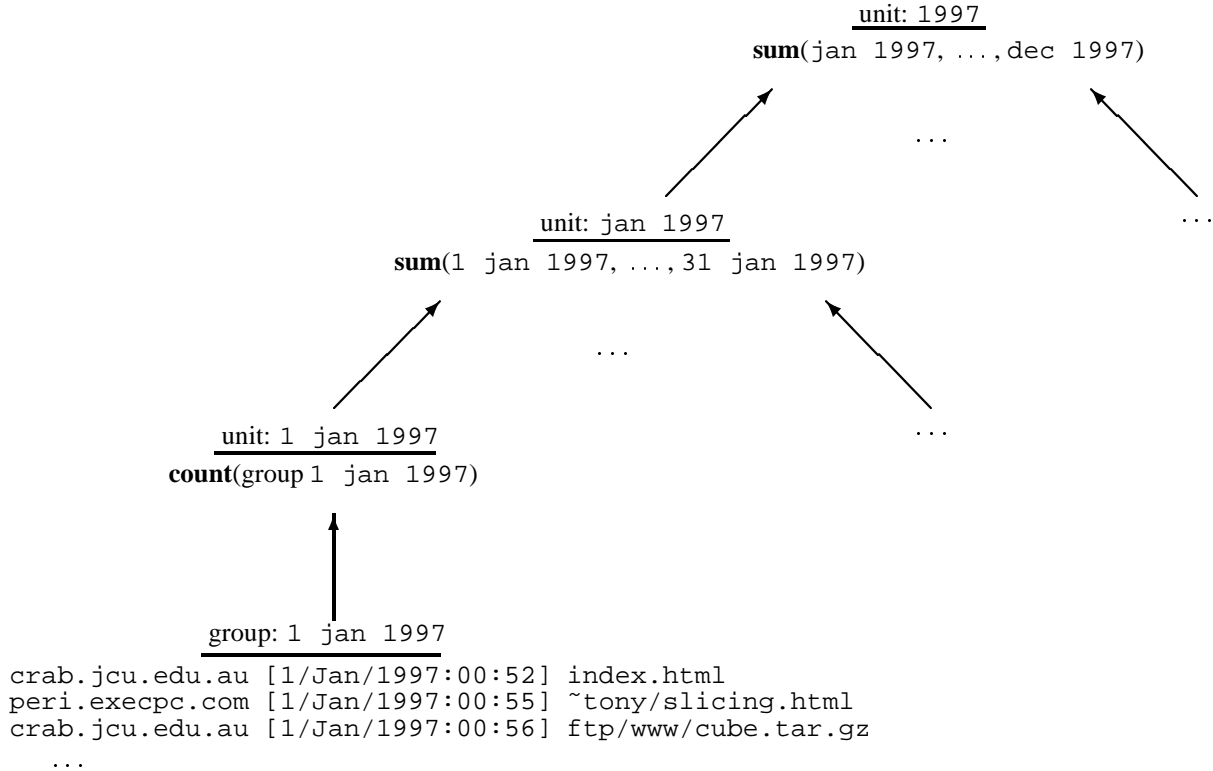 unit: 1997
sum(jan 1997, ..., dec 1997)
...
...
unit: jan 1997
sum(1 jan 1997, ..., 31 jan 1997)
...
...
unit: 1 jan 1997
count(group 1 jan 1997)
group: 1 jan 1997
crab.jcu.edu.au [1/Jan/1997:00:52] index.html
peri.execpc.com [1/Jan/1997:00:55] ~tony/slicing.html
crab.jcu.edu.au [1/Jan/1997:00:56] ftp/www/cube.tar.gz
...